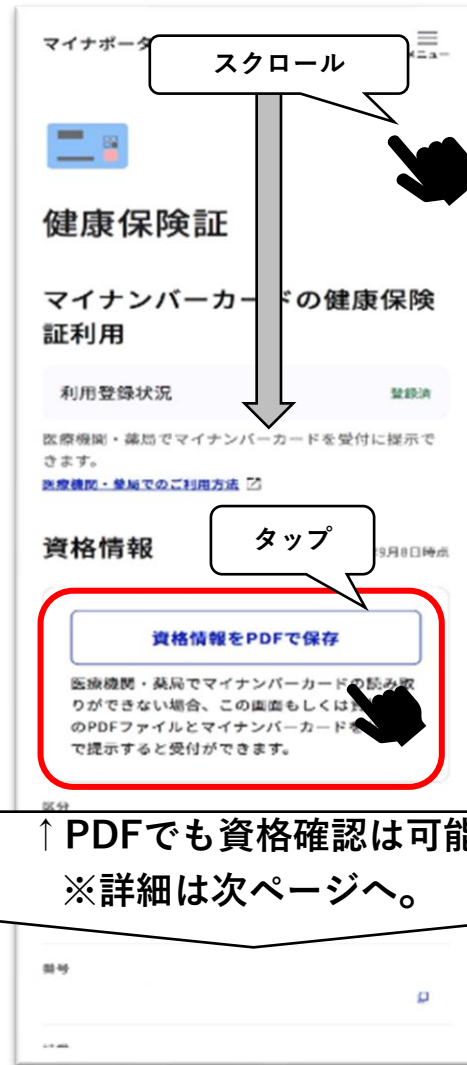 マイナポータ
メニュー
スクロール
健康保険証
マイナンバーカードの健康保険
証利用
利用登録状況
登録済
医療機関・薬局でマイナンバーカードを受付に提示で
きます。
医療機関・薬局でのご利用方法
タップ
資格情報
9月8日時点
資格情報をPDFで保存
医療機関・薬局でマイナンバーカードの読み取
りができない場合、この画面もしくは
のPDFファイルとマイナンバーカードを
で提示すると受付ができます。
区分
↑PDFでも資格確認は可能
※詳細は次ページへ。
番号